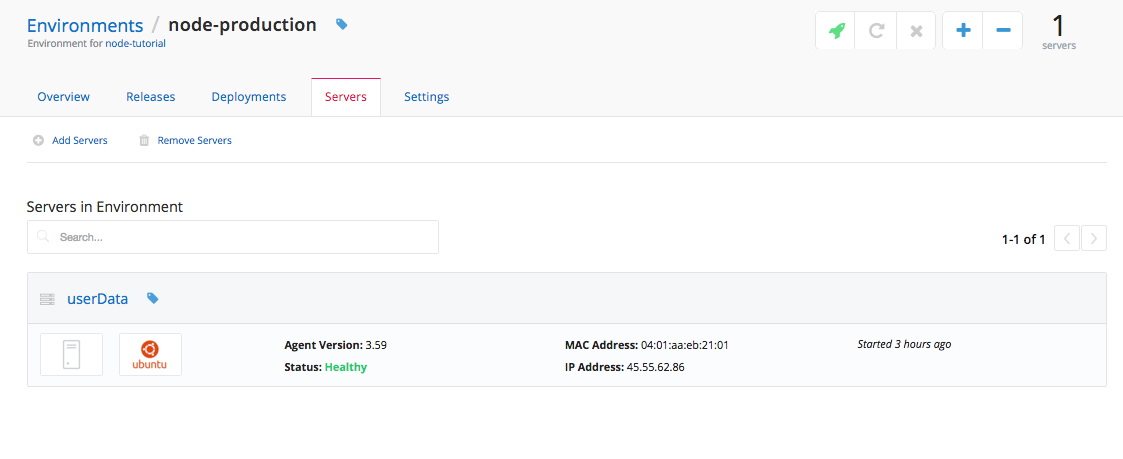 Environments / node-production
Environment for node-tutorial
1
servers
Overview Releases Deployments Servers Settings
Add Servers Remove Servers
Servers in Environment
Search...
1-1 of 1
userData
ubuntu
Agent Version: 3.59 MAC Address: 04:01:aa:eb:21:01 Started 3 hours ago
Status: Healthy IP Address: 45.55.62.86